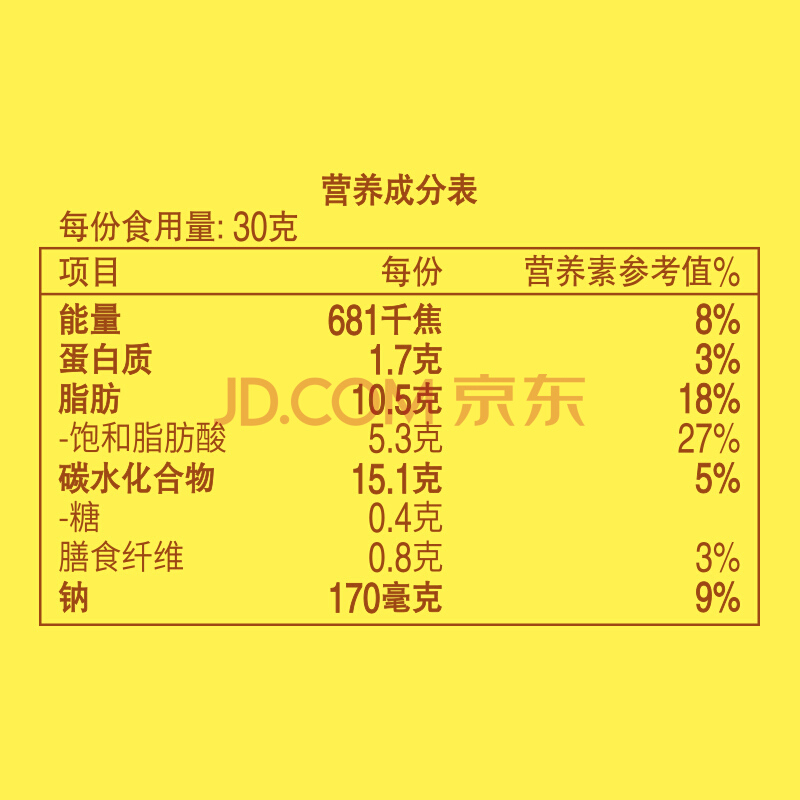 营养成分表
每份食用量: 30克
项目 每份 营养素参考值%
能量 681千焦 8%
蛋白质 1.7克 3%
脂肪 10.5克 18%
JD.COM 京东
-饱和脂肪酸 5.3克 27%
碳水化合物 15.1克 5%
-糖 0.4克
膳食纤维 0.8克 3%
钠 170毫克 9%